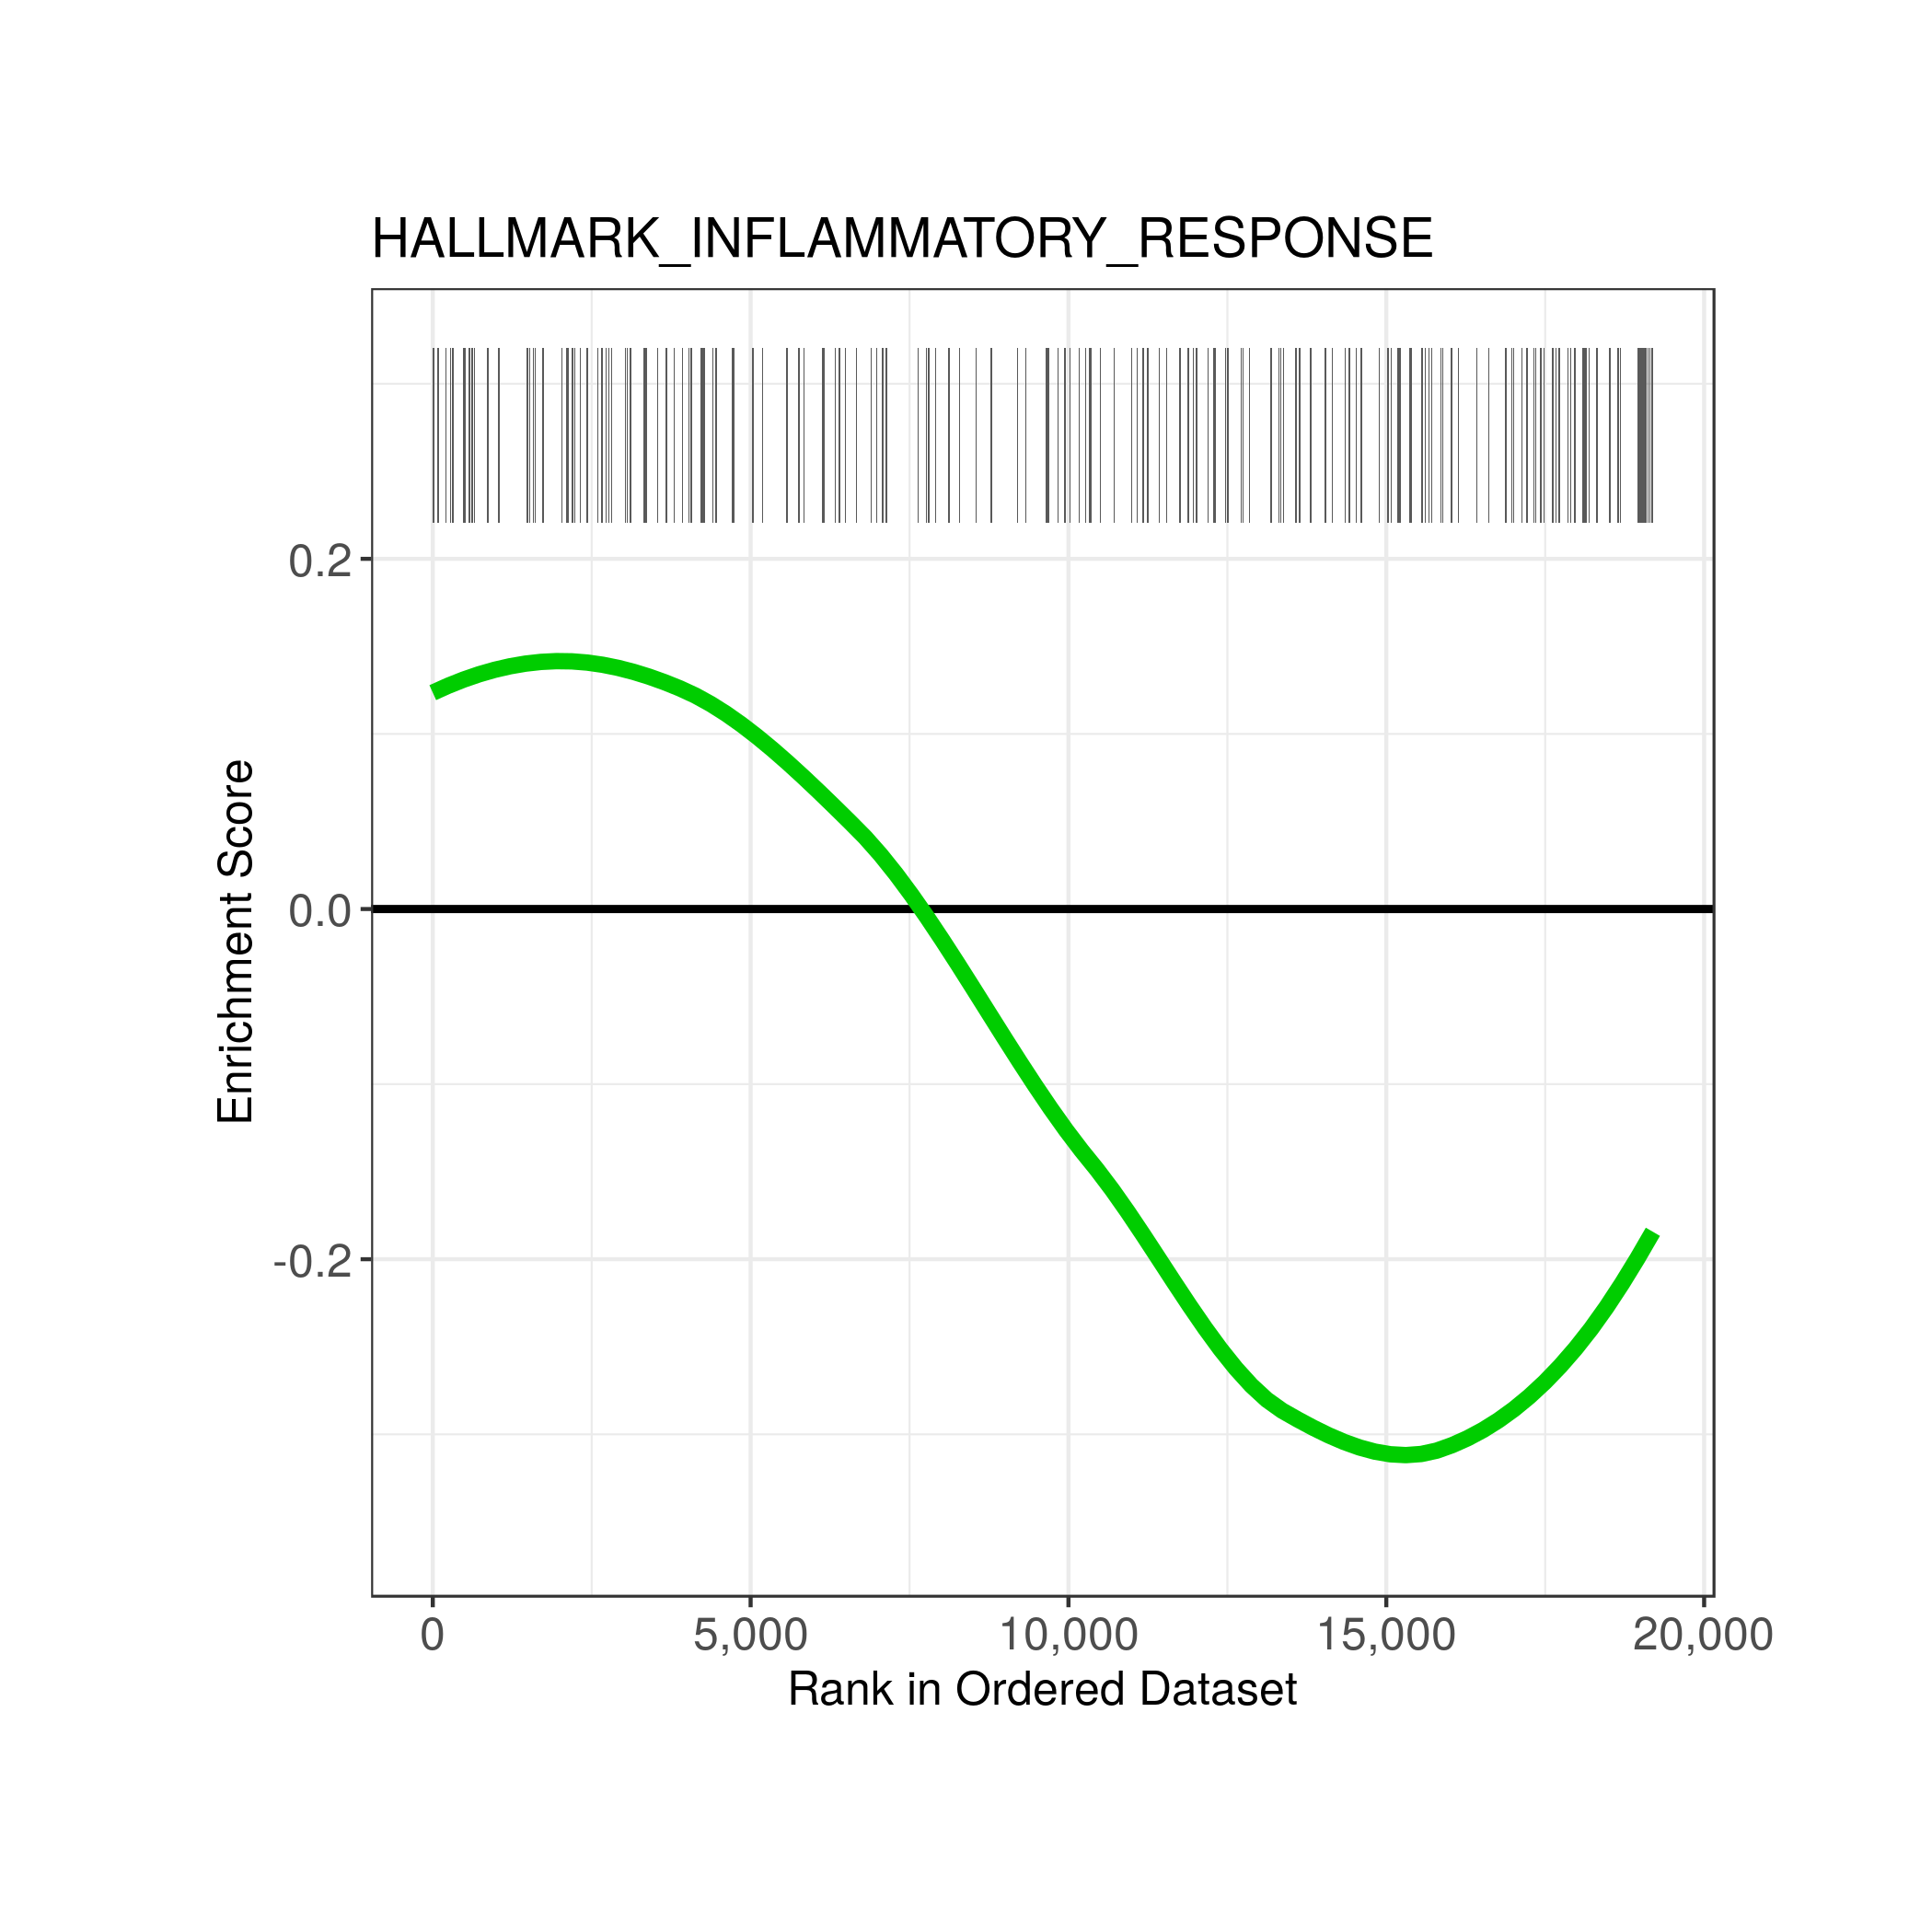 HALLMARK_INFLAMMATORY_RESPONSE
0.2
0.0
-0.2
Enrichment Score
0 5,000 10,000 15,000 20,000
Rank in Ordered Dataset